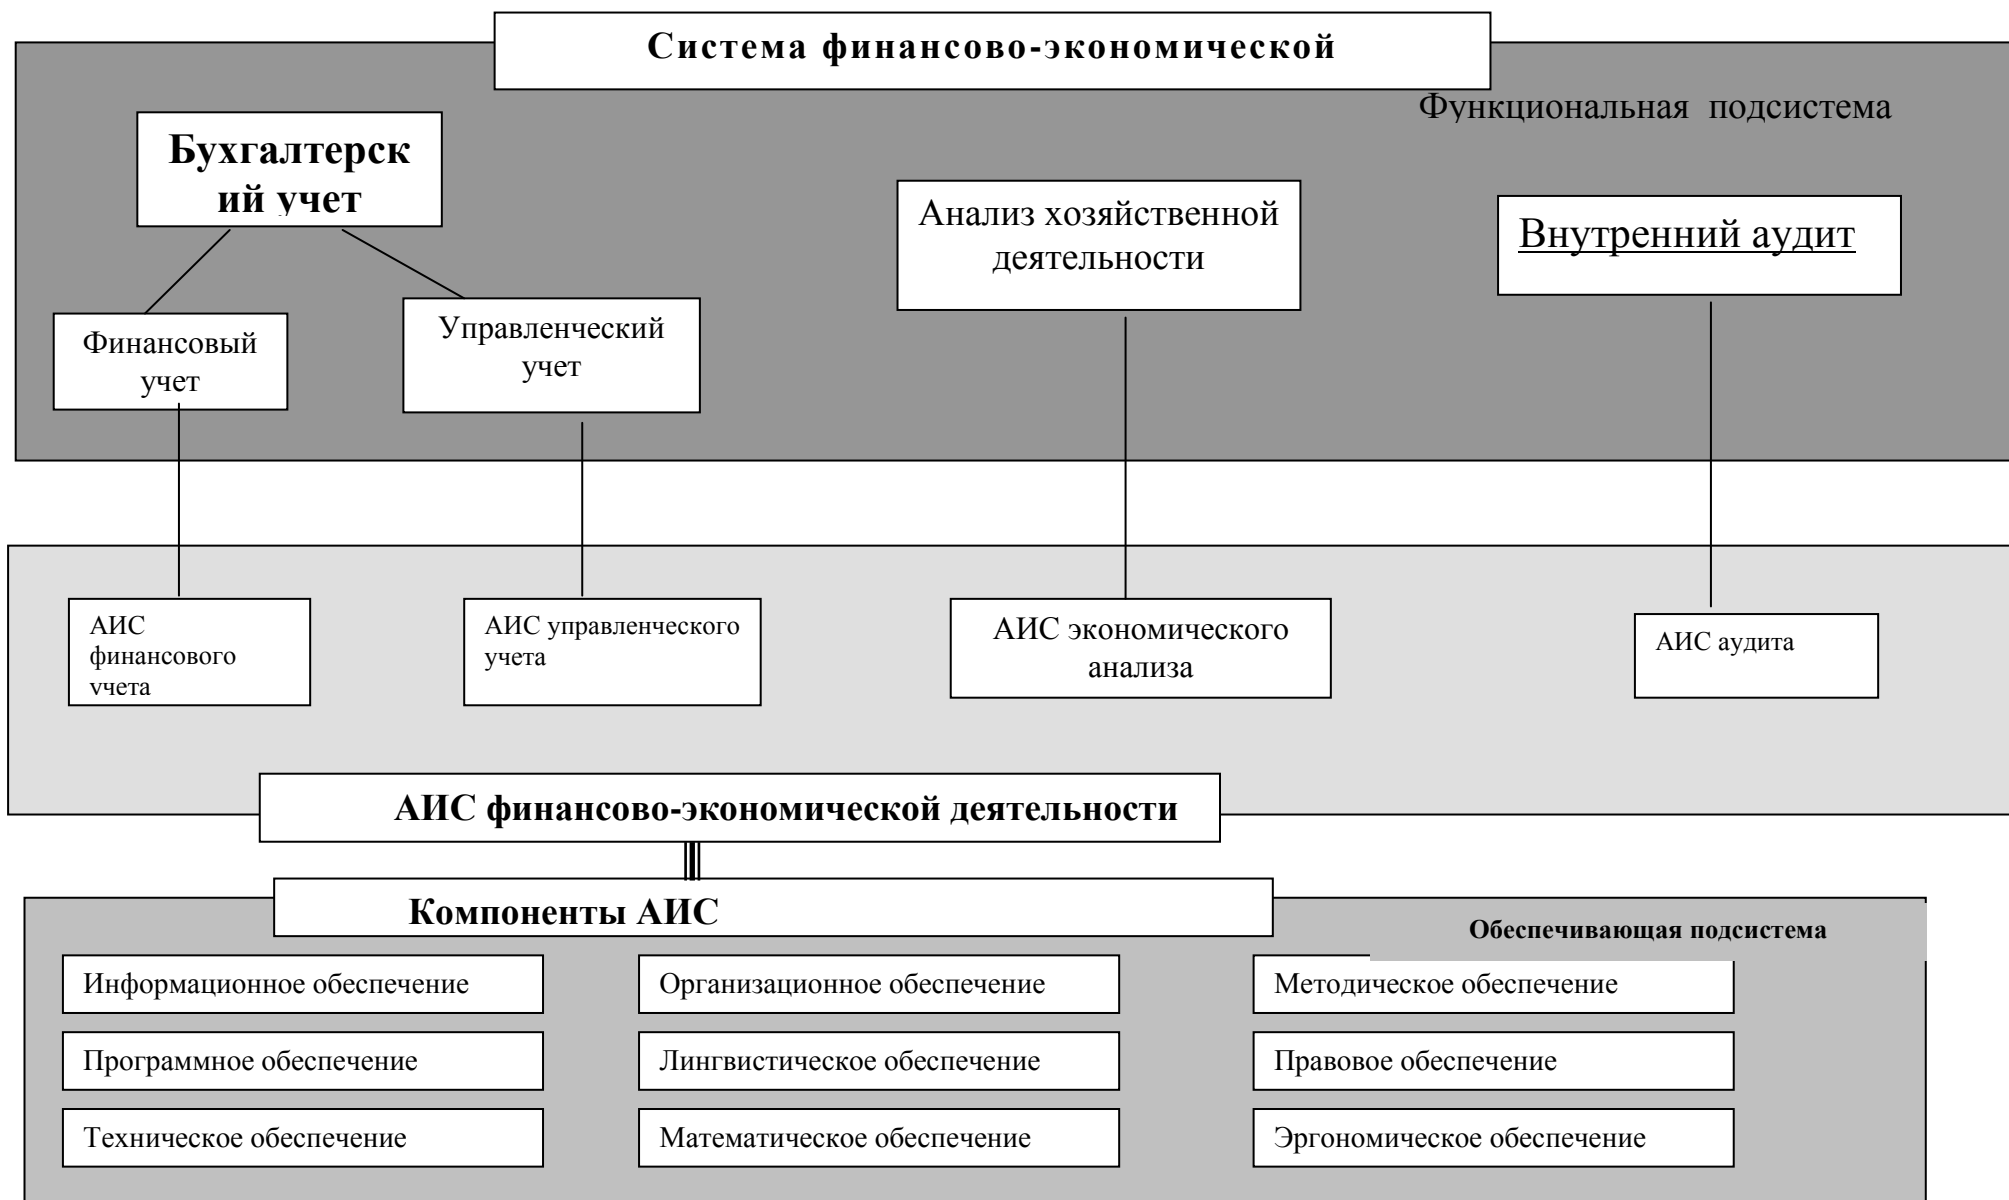 Система финансово-экономической
Функциональная подсистема
Бухгалтерск
ий учет
Анализ хозяйственной
деятельности
Внутренний аудит
Финансовый
учет
Управленческий
учет
АИС
финансового
учета
АИС управленческого
учета
АИС экономического
анализа
АИС аудита
АИС финансово-экономической деятельности
Компоненты АИС
Обеспечивающая подсистема
Информационное обеспечение
Организационное обеспечение
Методическое обеспечение
Программное обеспечение
Лингвистическое обеспечение
Правовое обеспечение
Техническое обеспечение
Математическое обеспечение
Эргономическое обеспечение